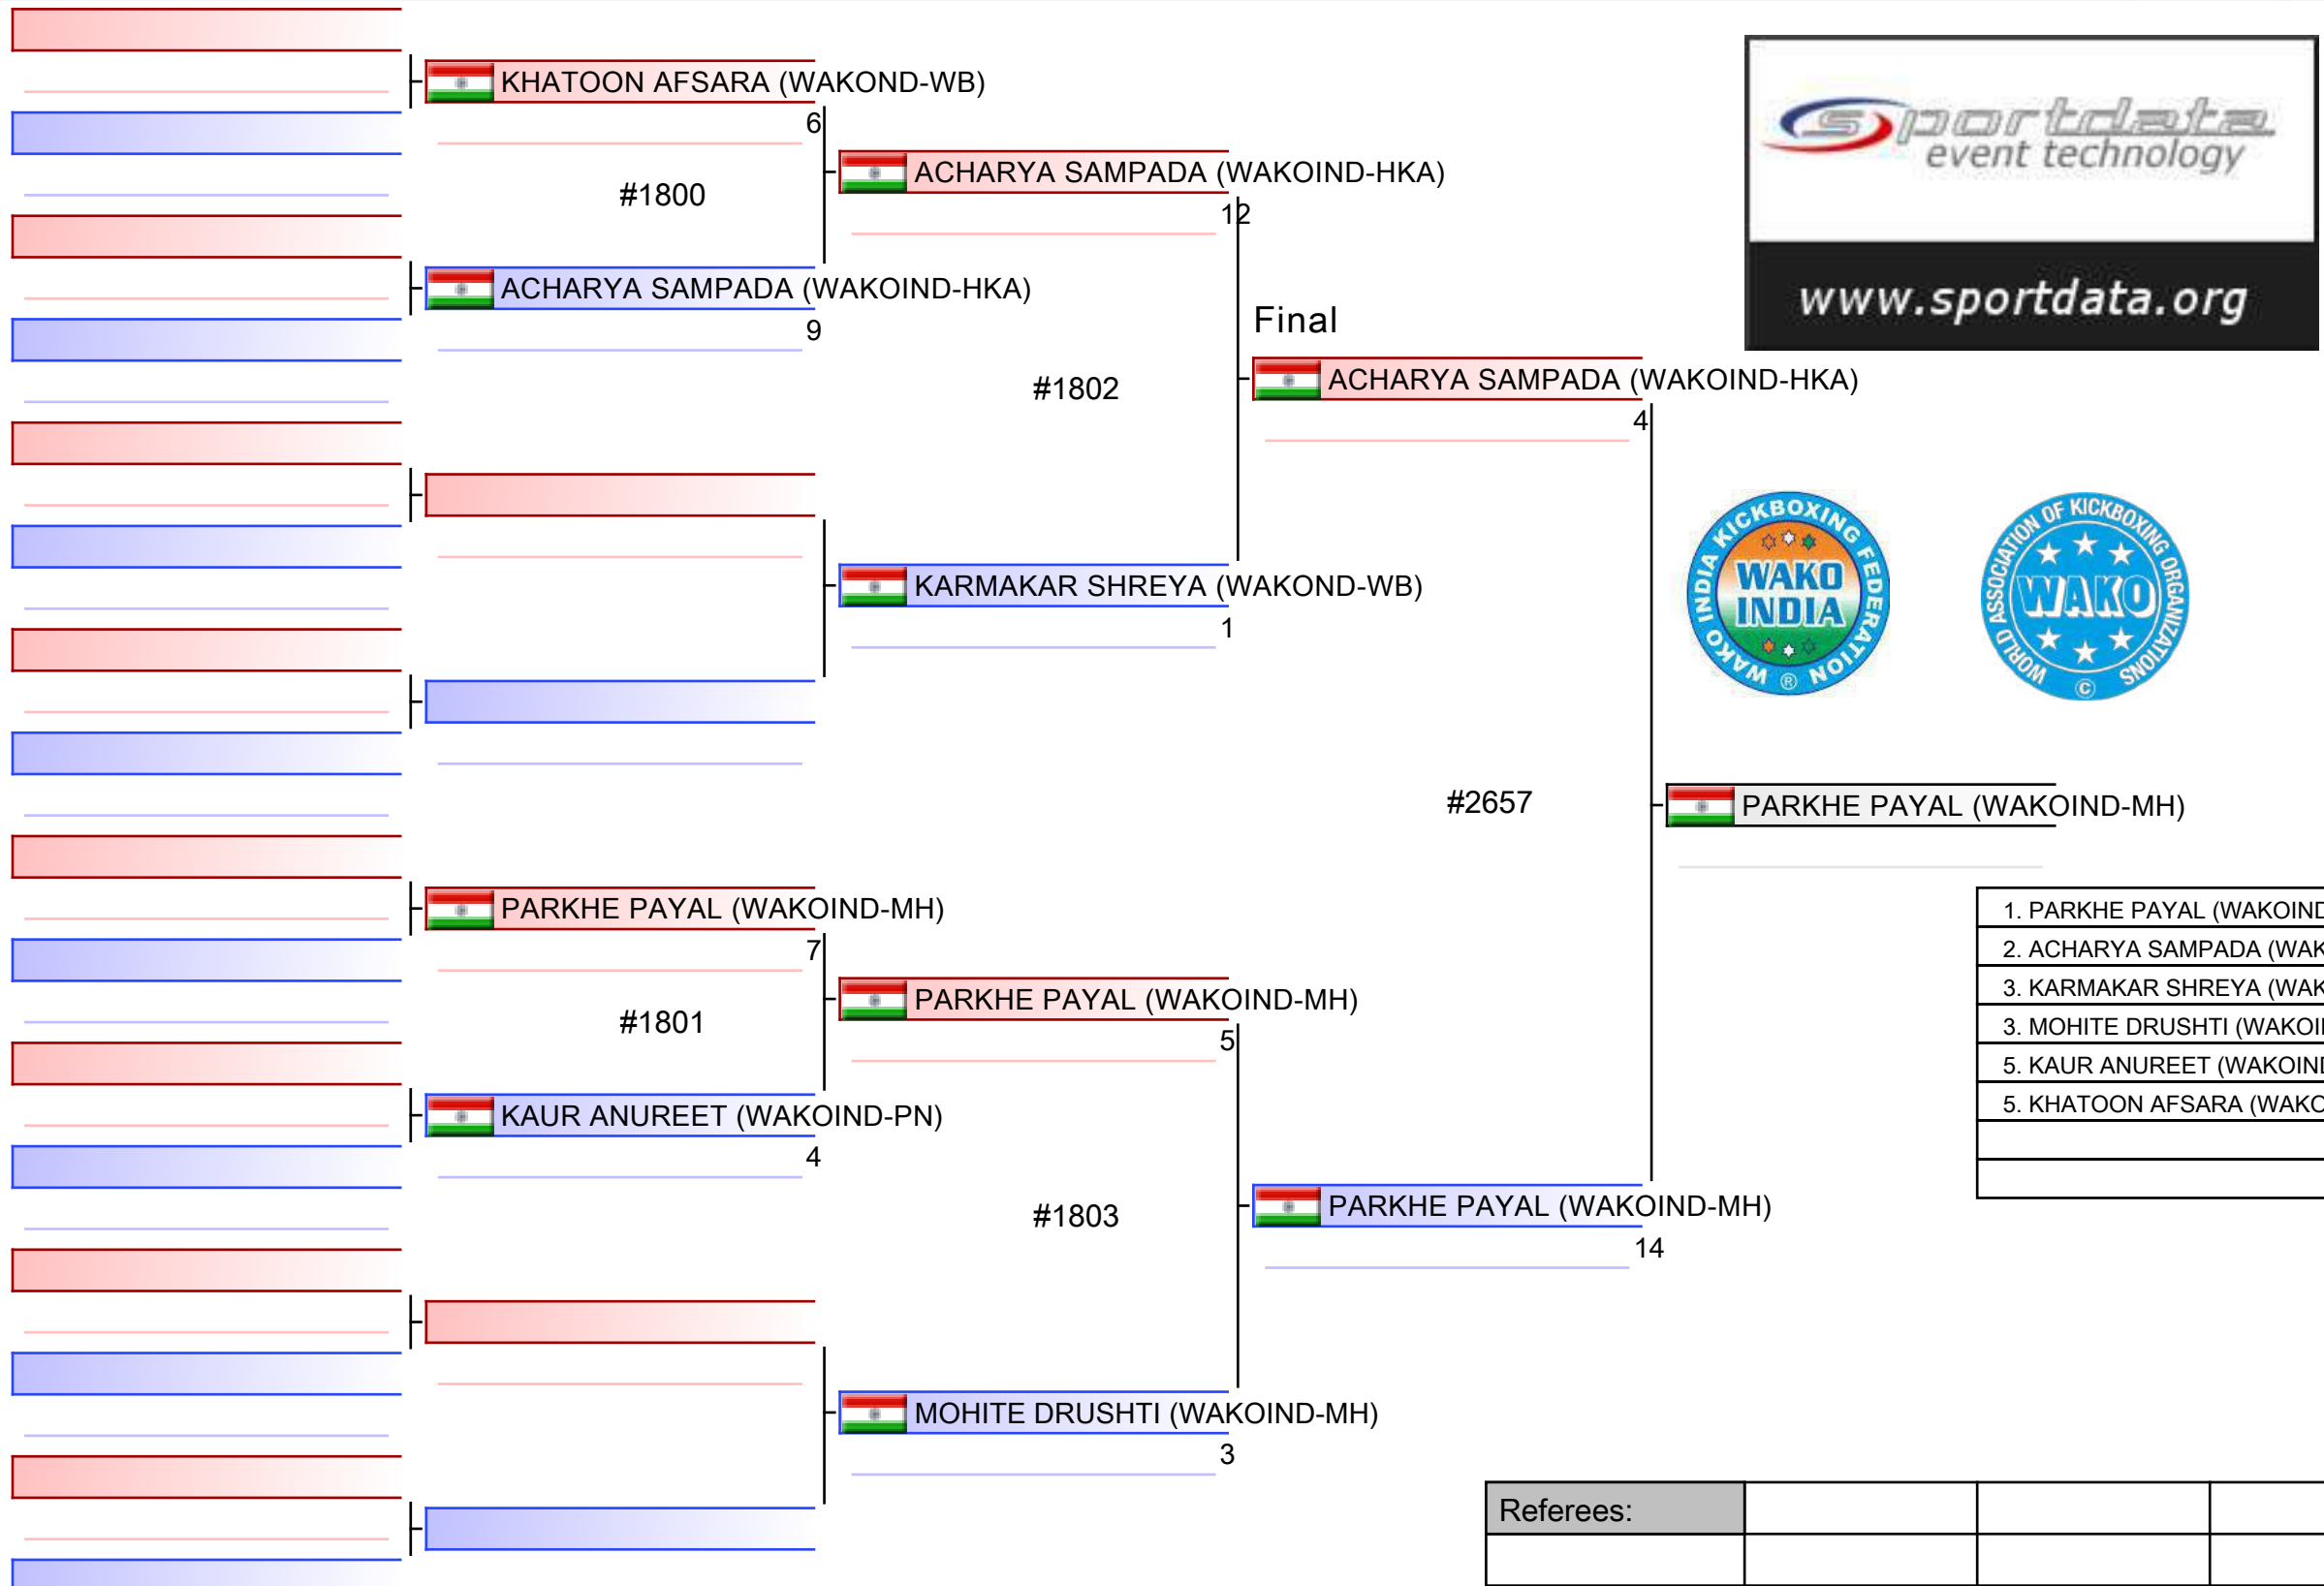 KHATOON AFSARA (WAKOND-WB)
6
#1800
ACHARYA SAMPADA (WAKOIND-HKA)
9
ACHARYA SAMPADA (WAKOIND-HKA)
12
#1802
KARMAKAR SHREYA (WAKOND-WB)
1
Final
ACHARYA SAMPADA (WAKOIND-HKA)
4
#2657
PARKHE PAYAL (WAKOIND-MH)
PARKHE PAYAL (WAKOIND-MH)
7
#1801
KAUR ANUREET (WAKOIND-PN)
4
PARKHE PAYAL (WAKOIND-MH)
5
#1803
MOHITE DRUSHTI (WAKOIND-MH)
3
PARKHE PAYAL (WAKOIND-MH)
14
sportdata
event technology
www.sportdata.org
WAKO INDIA KICKBOXING FEDERATION ®
WAKO
INDIA
WORLD ASSOCIATION OF KICKBOXING ORGANIZATIONS ©
WAKO
1. PARKHE PAYAL (WAKOIND
2. ACHARYA SAMPADA (WAK
3. KARMAKAR SHREYA (WAK
3. MOHITE DRUSHTI (WAKOI
5. KAUR ANUREET (WAKOIN
5. KHATOON AFSARA (WAKO
Referees: